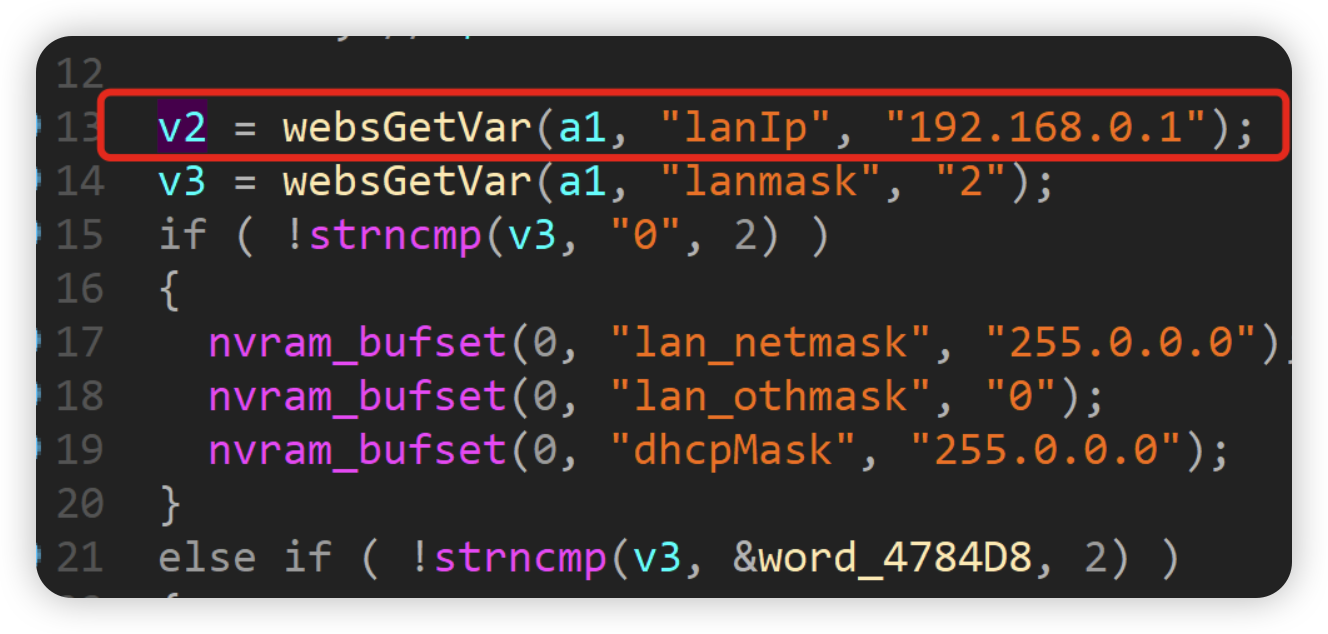 12
13 v2 = websGetVar(a1, "lanIp", "192.168.0.1");
14 v3 = websGetVar(a1, "lanmask", "2");
15 if ( !strncmp(v3, "0", 2) )
16 {
17 nvram_bufset(0, "lan_netmask", "255.0.0.0");
18 nvram_bufset(0, "lan_othmask", "0");
19 nvram_bufset(0, "dhcpMask", "255.0.0.0");
20 }
21 else if ( !strncmp(v3, &word_4784D8, 2) )